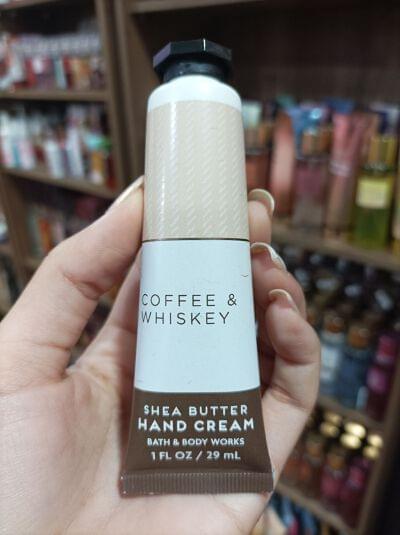 COFFEE &
WHISKEY
SHEA BUTTER
HAND CREAM
BATH & BODY WORKS
1 FL OZ / 29 mL